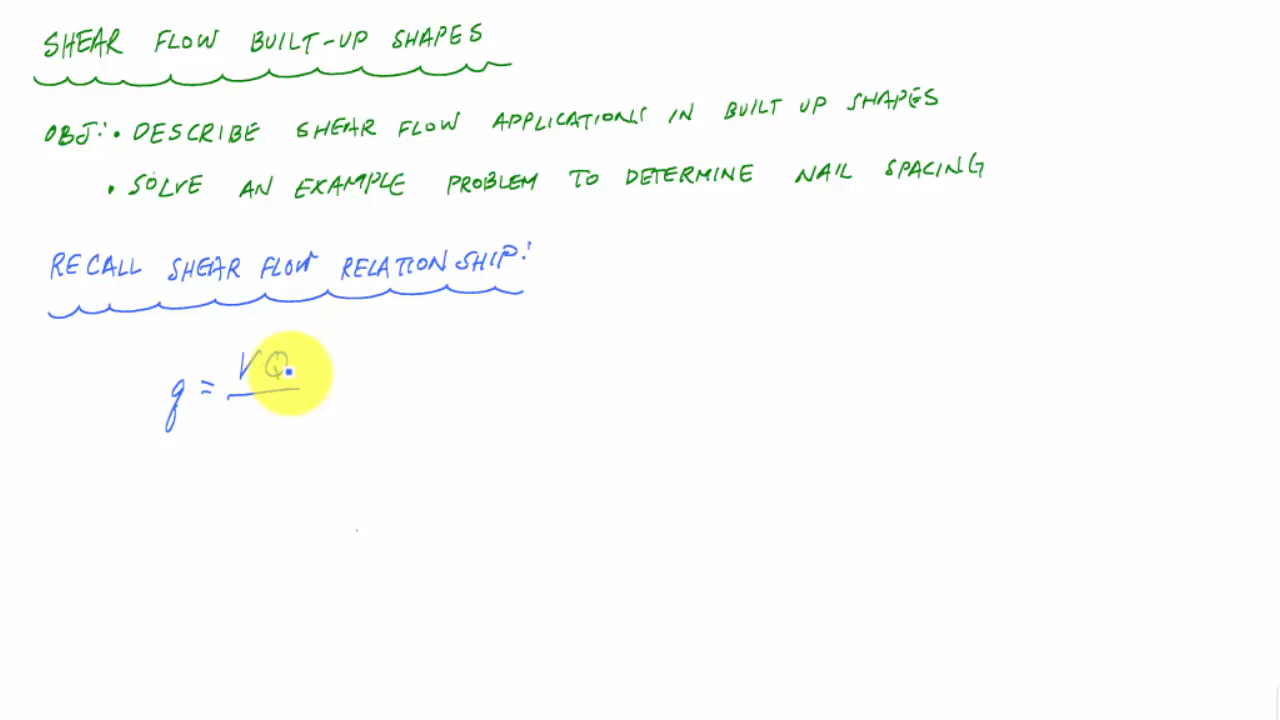 SHEAR FLOW BUILT-UP SHAPES
OBJ: • DESCRIBE SHEAR FLOW APPLICATIONS IN BUILT UP SHAPES
• SOLVE AN EXAMPLE PROBLEM TO DETERMINE NAIL SPACING
RECALL SHEAR FLOW RELATIONSHIP:
q = VQ